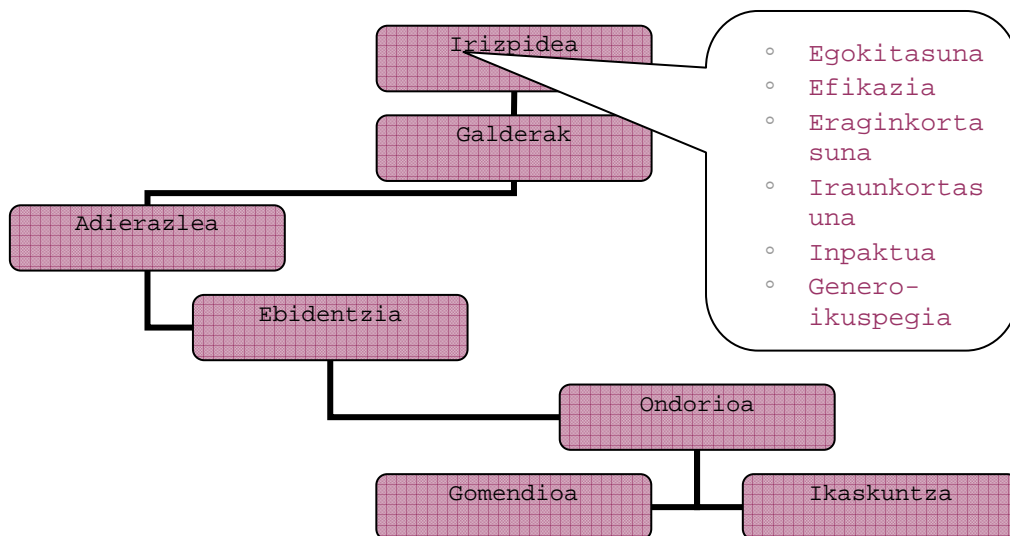 Irizpidea
Galderak
Adierazlea
Ebidentzia
Ondorioa
Gomendioa
Ikaskuntza
◦ Egokitasuna
◦ Efikazia
◦ Eraginkorta
suna
◦ Iraunkortas
una
◦ Inpaktua
◦ Genero-
ikuspegia